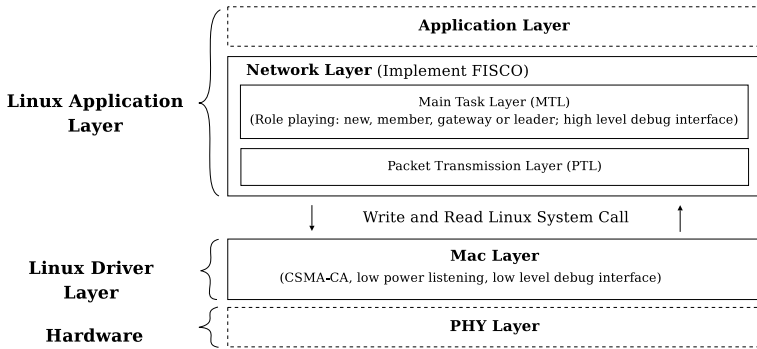 Application Layer
Network Layer (Implement FISCO)
Linux Application
Layer
Main Task Layer (MTL)
(Role playing: new, member, gateway or leader; high level debug interface)
Packet Transmission Layer (PTL)
Write and Read Linux System Call
Linux Driver
Layer
Mac Layer
(CSMA-CA, low power listening, low level debug interface)
Hardware
PHY Layer